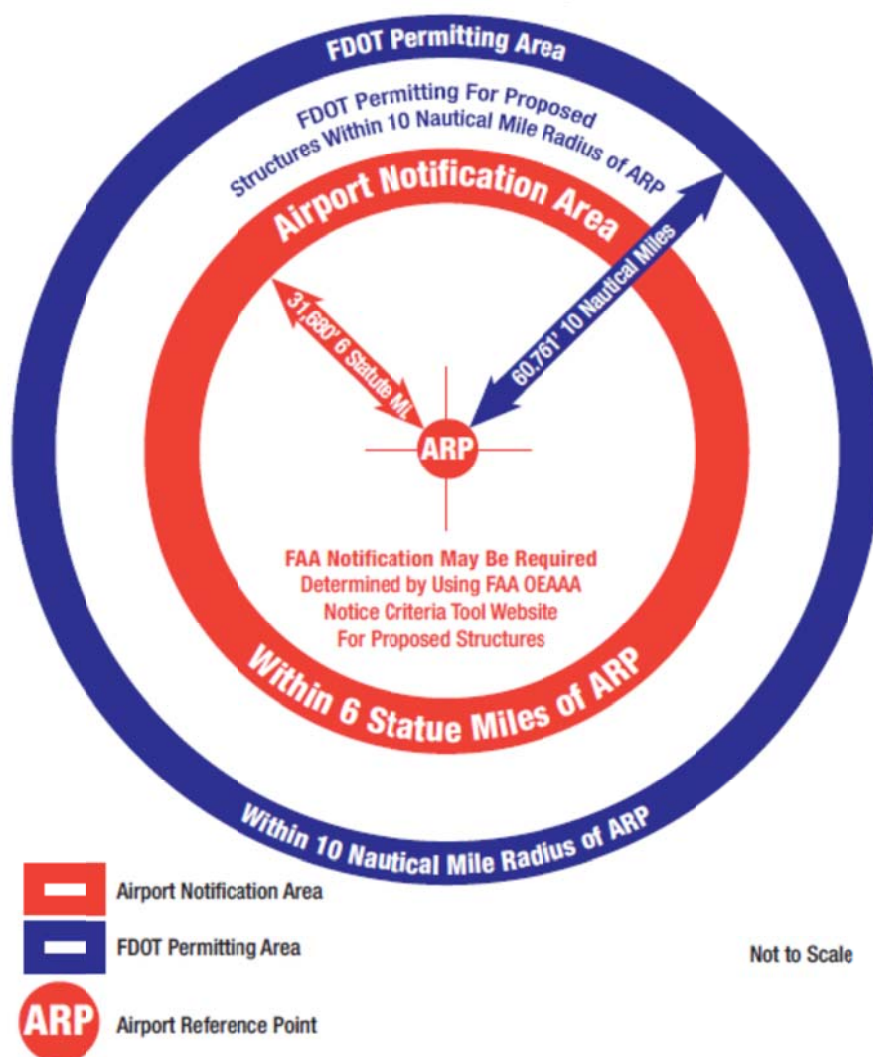 FDOT Permitting Area
FDOT Permitting For Proposed
Structures Within 10 Nautical Mile Radius of ARP
Airport Notification Area
31,680' 6 Statute Mi.
60,761' 10 Nautical Miles
ARP
FAA Notification May Be Required
Determined by Using FAA OEAAA
Notice Criteria Tool Website
For Proposed Structures
Within 6 Statue Miles of ARP
Within 10 Nautical Mile Radius of ARP
Airport Notification Area
FDOT Permitting Area
Not to Scale
ARP Airport Reference Point